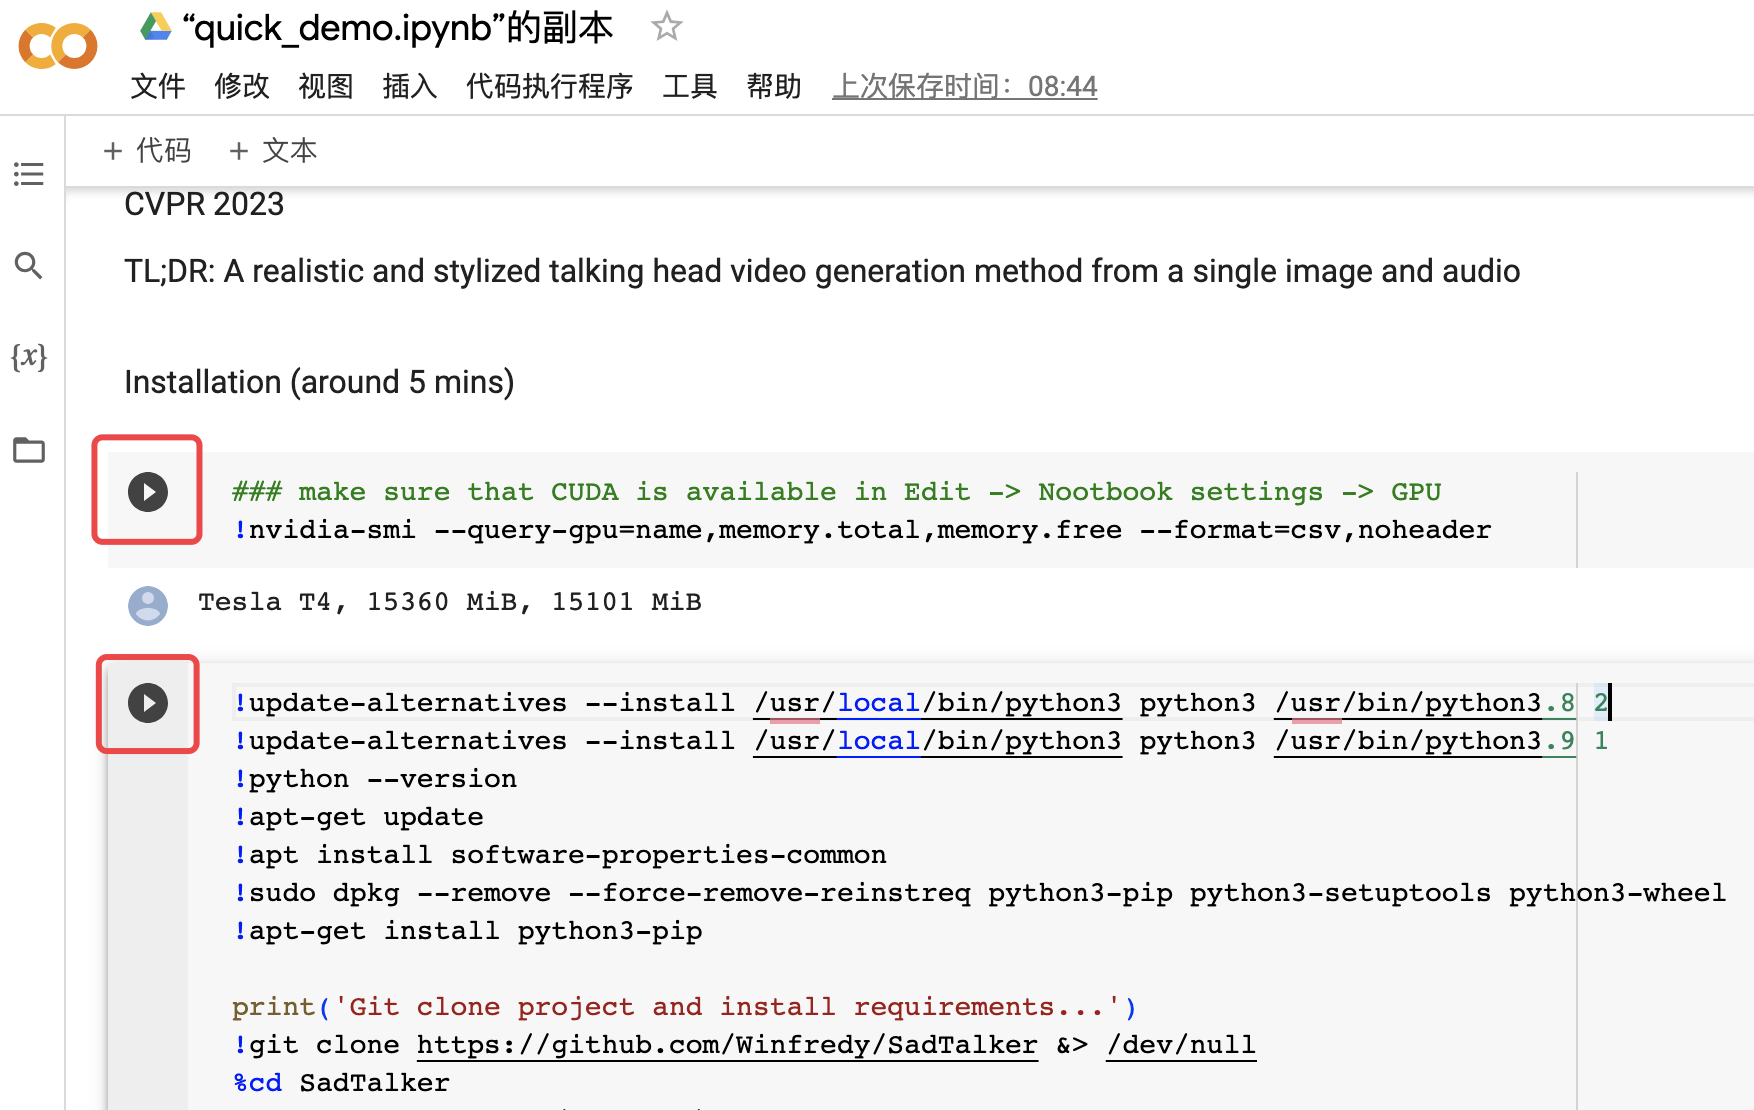 “quick_demo.ipynb”的副本
文件 修改 视图 插入 代码执行程序 工具 帮助 上次保存时间：08:44
+ 代码 + 文本
CVPR 2023
TL;DR: A realistic and stylized talking head video generation method from a single image and audio
{x}
Installation (around 5 mins)
### make sure that CUDA is available in Edit -> Nootbook settings -> GPU
!nvidia-smi --query-gpu=name,memory.total,memory.free --format=csv,noheader
Tesla T4, 15360 MiB, 15101 MiB
!update-alternatives --install /usr/local/bin/python3 python3 /usr/bin/python3.8 2
!update-alternatives --install /usr/local/bin/python3 python3 /usr/bin/python3.9 1
!python --version
!apt-get update
!apt install software-properties-common
!sudo dpkg --remove --force-remove-reinstreq python3-pip python3-setuptools python3-wheel
!apt-get install python3-pip
print('Git clone project and install requirements...')
!git clone https://github.com/Winfredy/SadTalker &> /dev/null
%cd SadTalker